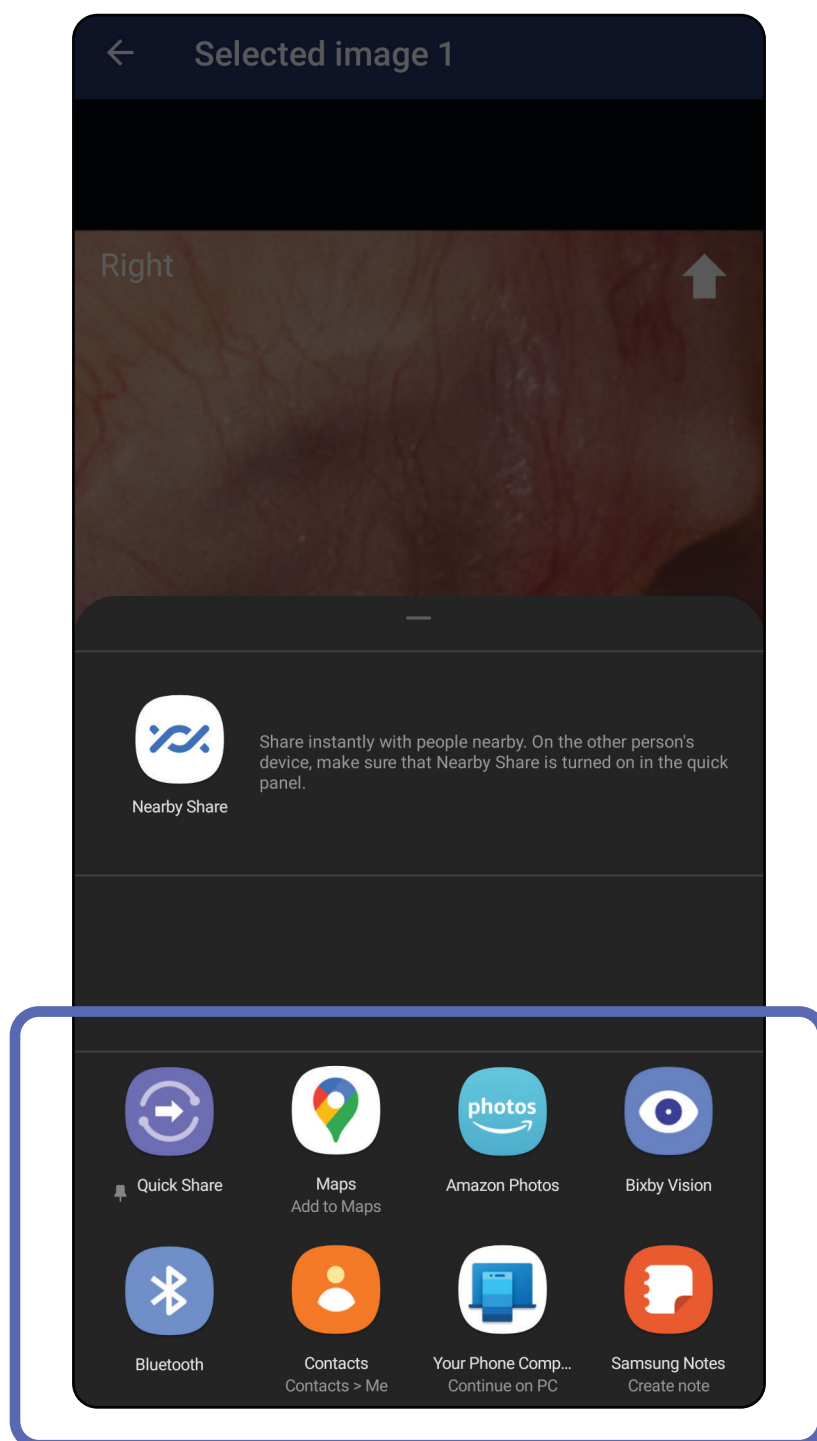 Selected image 1
Right
Share instantly with people nearby. On the other person's
device, make sure that Nearby Share is turned on in the quick
panel.
Nearby Share
photos
Quick Share
Maps
Amazon Photos
Bixby Vision
Add to Maps
Bluetooth
Contacts
Your Phone Comp...
Samsung Notes
Contacts > Me
Continue on PC
Create note